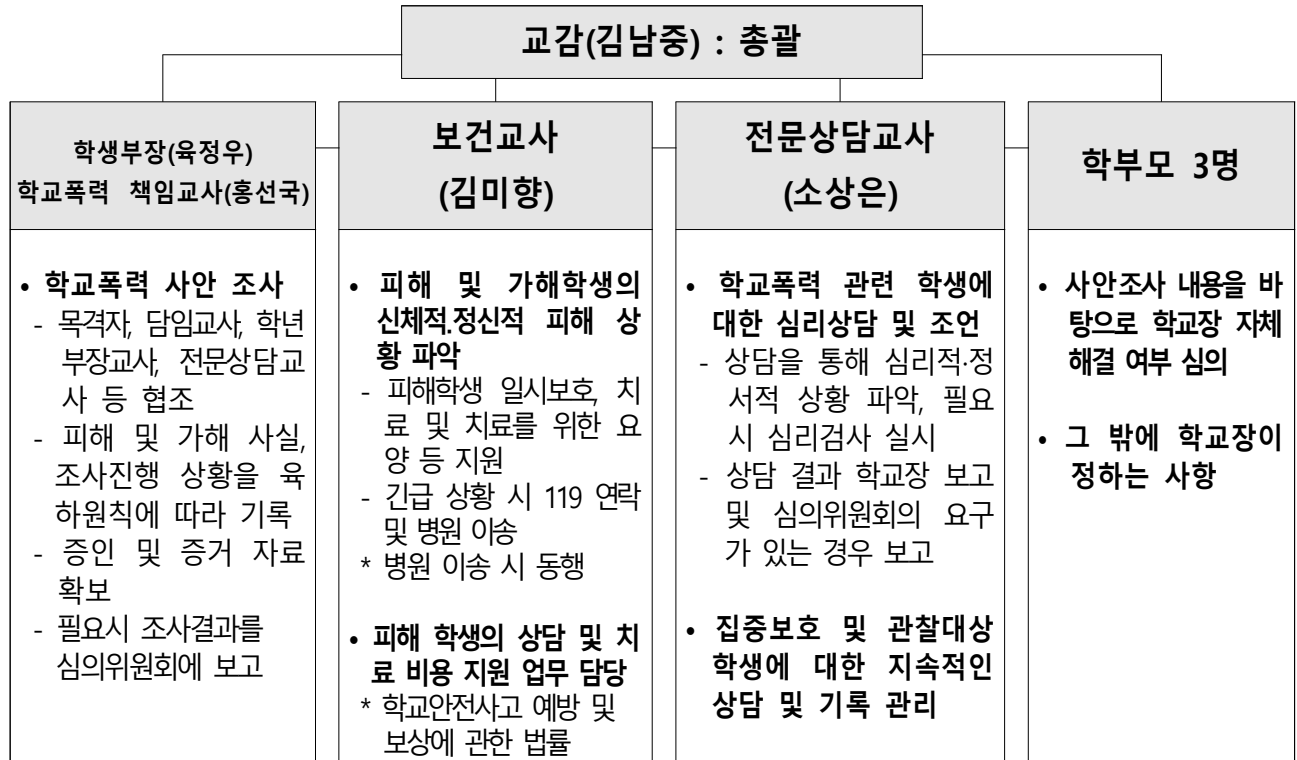 교감(김남중) : 총괄
학생부장(육정우)
학교폭력 책임교사(홍선국)
• 학교폭력 사안 조사
- 목격자, 담임교사, 학년
부장교사, 전문상담교
사 등 협조
- 피해 및 가해 사실,
조사진행 상황을 육
하원칙에 따라 기록
- 증인 및 증거 자료
확보
- 필요시 조사결과를
심의위원회에 보고
보건교사
(김미향)
• 피해 및 가해학생의
신체적.정신적 피해 상
황 파악
- 피해학생 일시보호, 치
료 및 치료를 위한 요
양 등 지원
- 긴급 상황 시 119 연락
및 병원 이송
* 병원 이송 시 동행
• 피해 학생의 상담 및 치
료 비용 지원 업무 담당
* 학교안전사고 예방 및
보상에 관한 법률
전문상담교사
(소상은)
• 학교폭력 관련 학생에
대한 심리상담 및 조언
- 상담을 통해 심리적·정
서적 상황 파악, 필요
시 심리검사 실시
- 상담 결과 학교장 보고
및 심의위원회의 요구
가 있는 경우 보고
• 집중보호 및 관찰대상
학생에 대한 지속적인
상담 및 기록 관리
학부모 3명
• 사안조사 내용을 바
탕으로 학교장 자체
해결 여부 심의
• 그 밖에 학교장이
정하는 사항